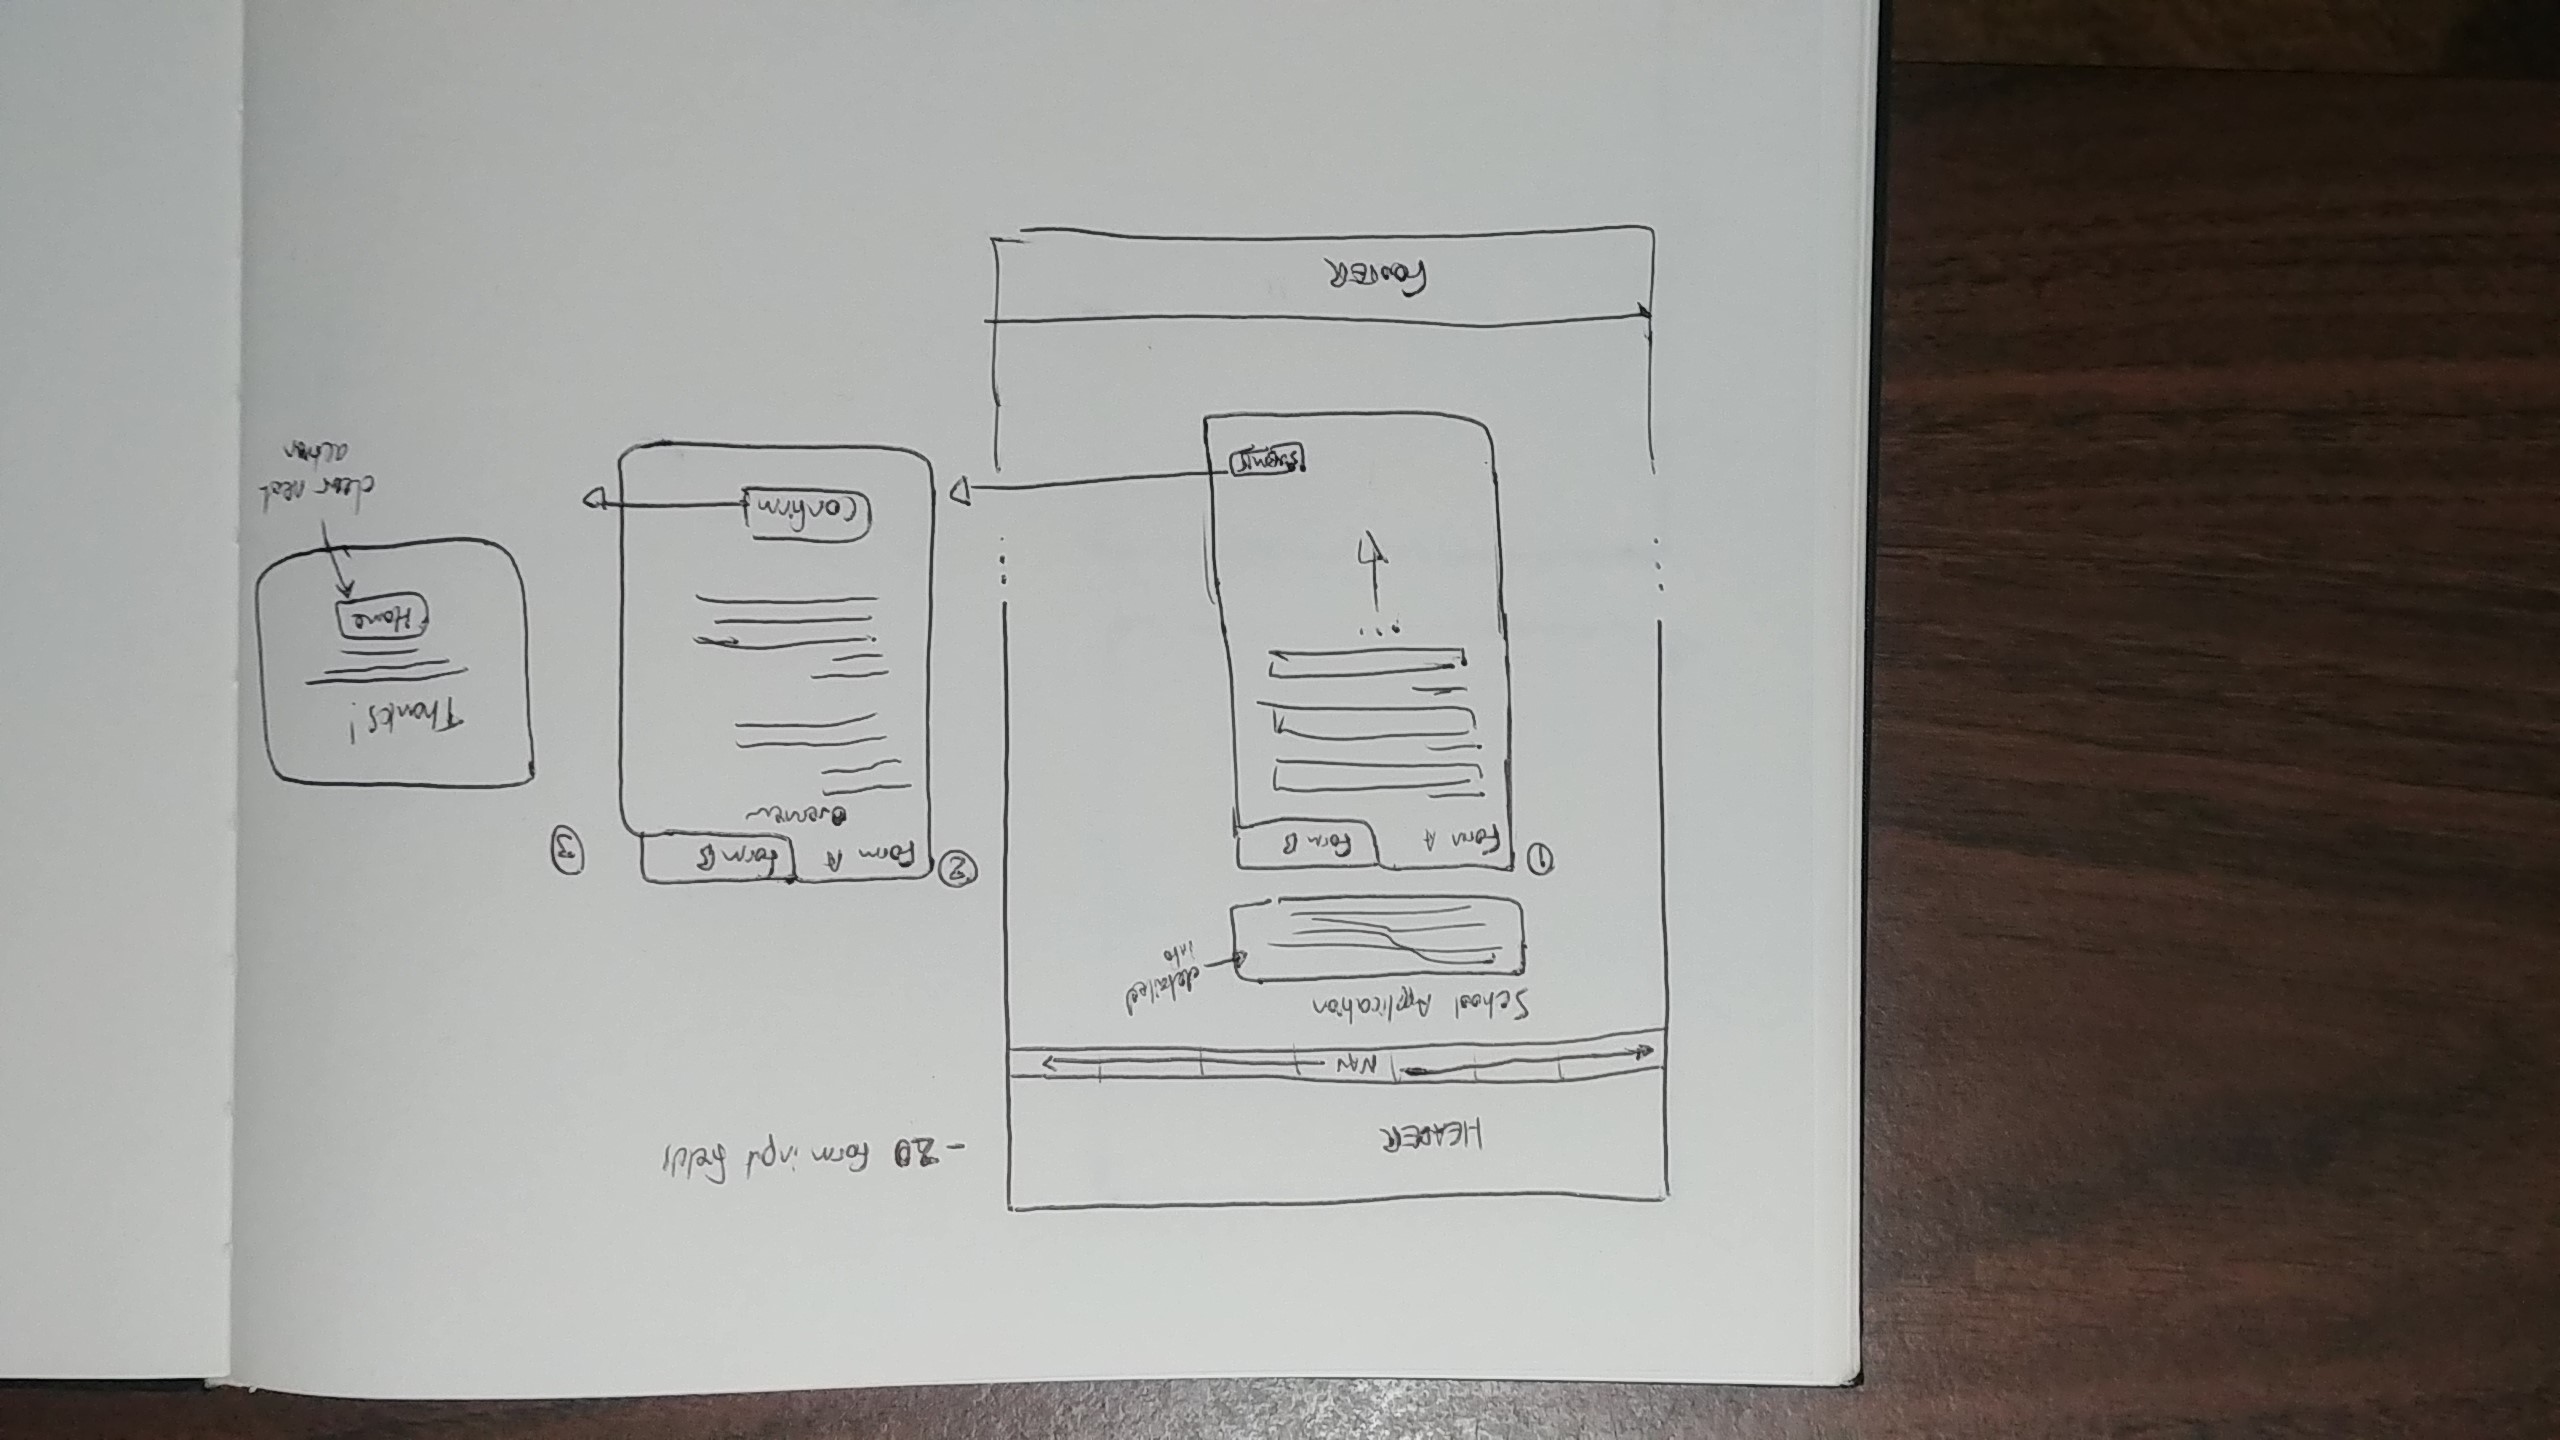 HEADER
- 20 form input fields
NAV
School Application
detailed
info
1
Form A
Form B
...
Submit
2
Form A
Form B
Overview
Confirm
3
Thanks!
Home
clear next
action
FOOTER